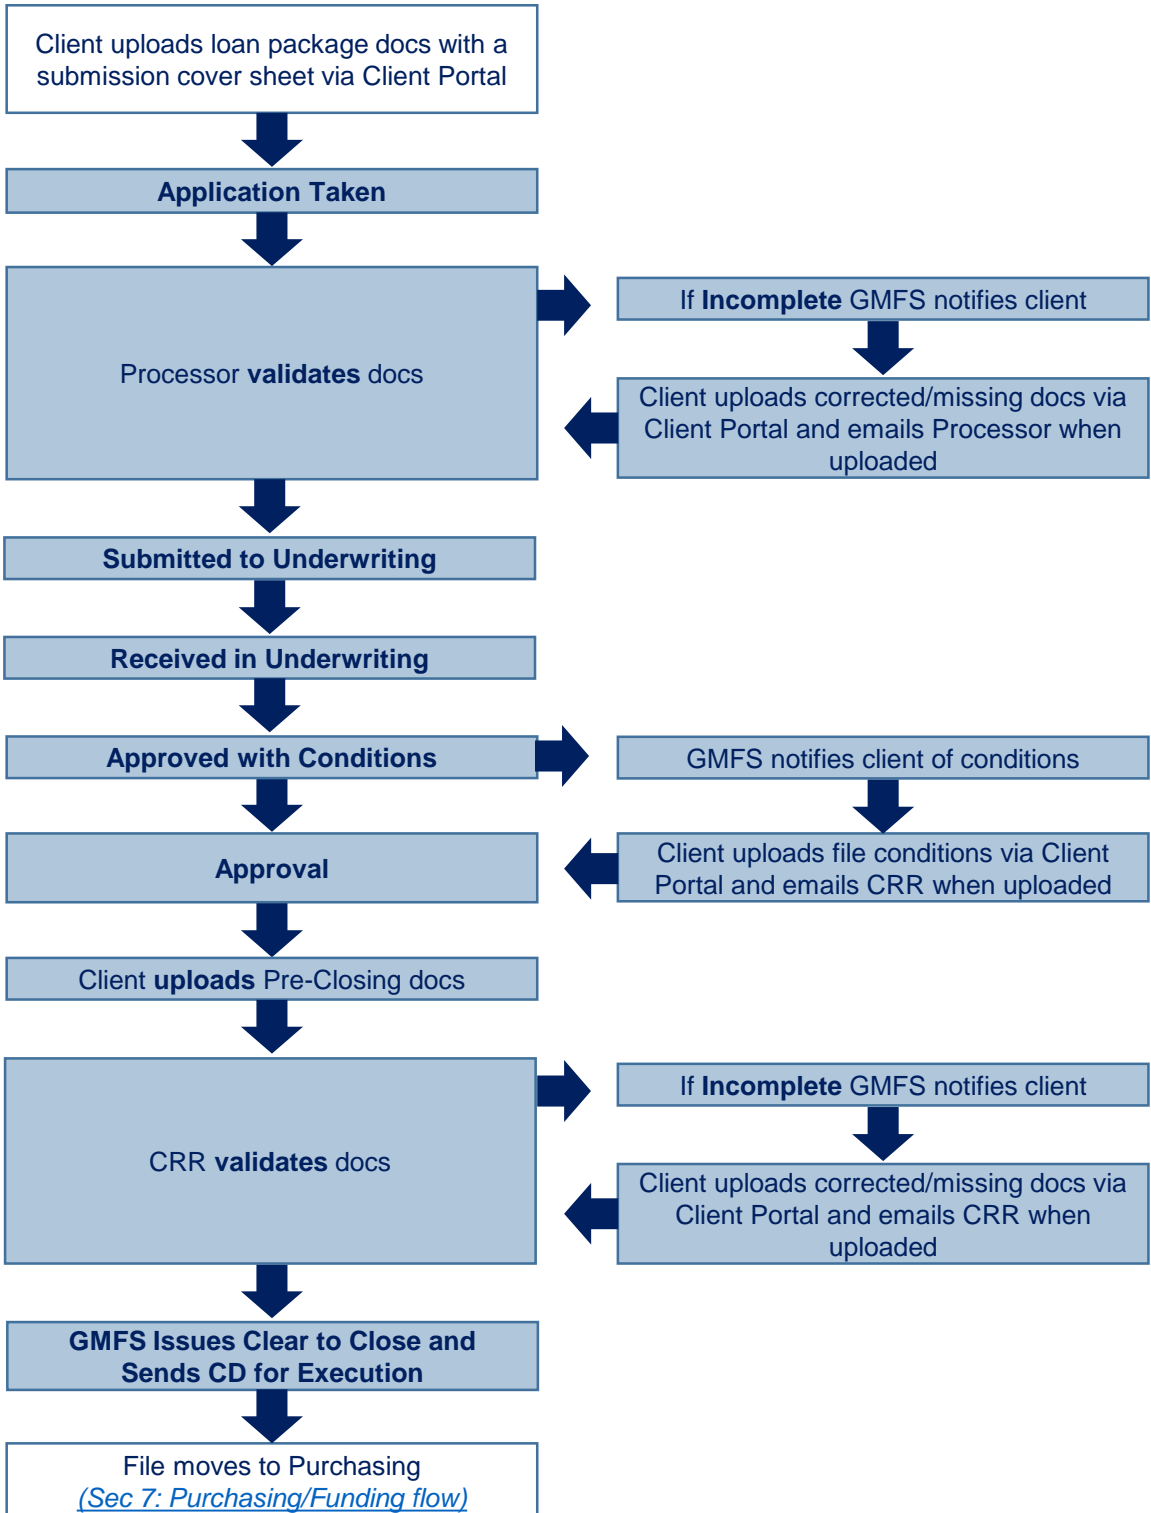 Client uploads loan package docs with a
submission cover sheet via Client Portal
Application Taken
Processor validates docs
If Incomplete GMFS notifies client
Client uploads corrected/missing docs via
Client Portal and emails Processor when
uploaded
Submitted to Underwriting
Received in Underwriting
Approved with Conditions
GMFS notifies client of conditions
Client uploads file conditions via Client
Portal and emails CRR when uploaded
Approval
Client uploads Pre-Closing docs
CRR validates docs
If Incomplete GMFS notifies client
Client uploads corrected/missing docs via
Client Portal and emails CRR when
uploaded
GMFS Issues Clear to Close and
Sends CD for Execution
File moves to Purchasing
(Sec 7: Purchasing/Funding flow)